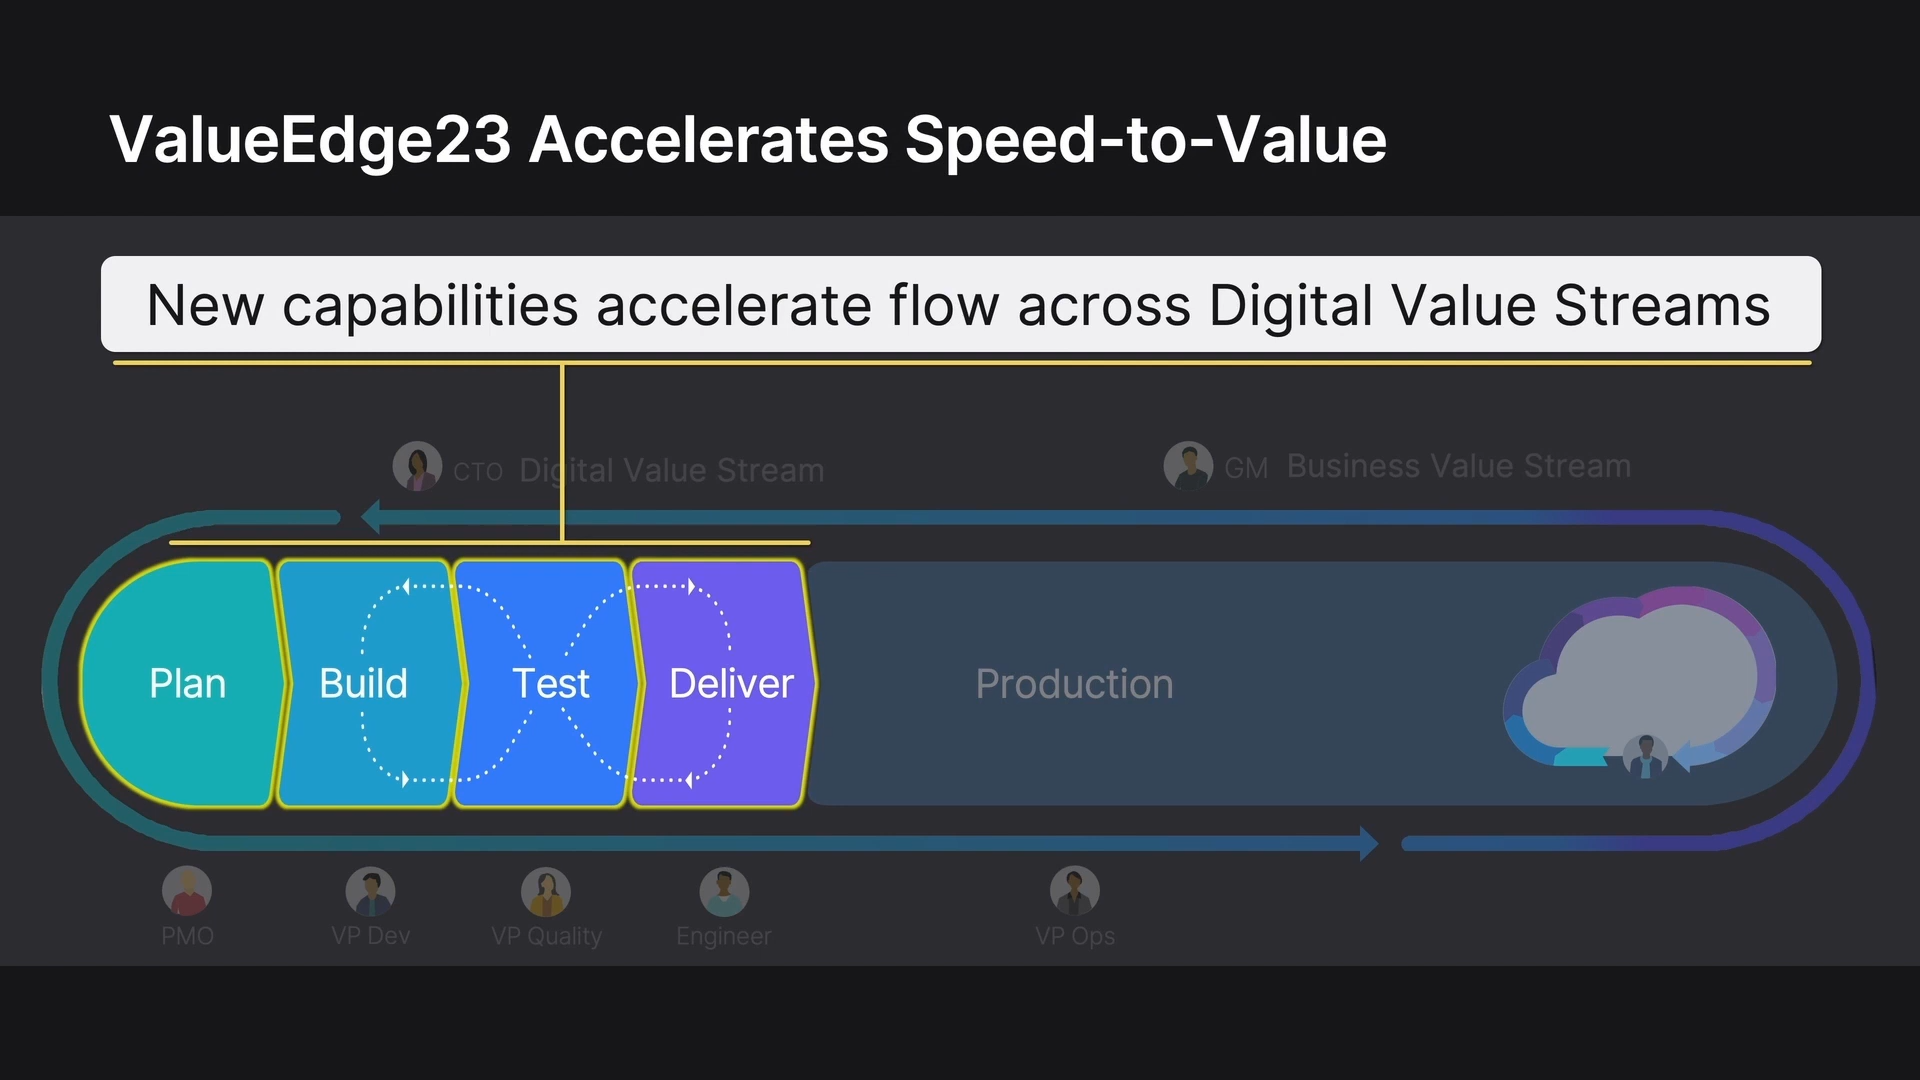 ValueEdge23 Accelerates Speed-to-Value
New capabilities accelerate flow across Digital Value Streams
CTO Digital Value Stream
GM Business Value Stream
Plan
Build
Test
Deliver
Production
PMO
VP Dev
VP Quality
Engineer
VP Ops